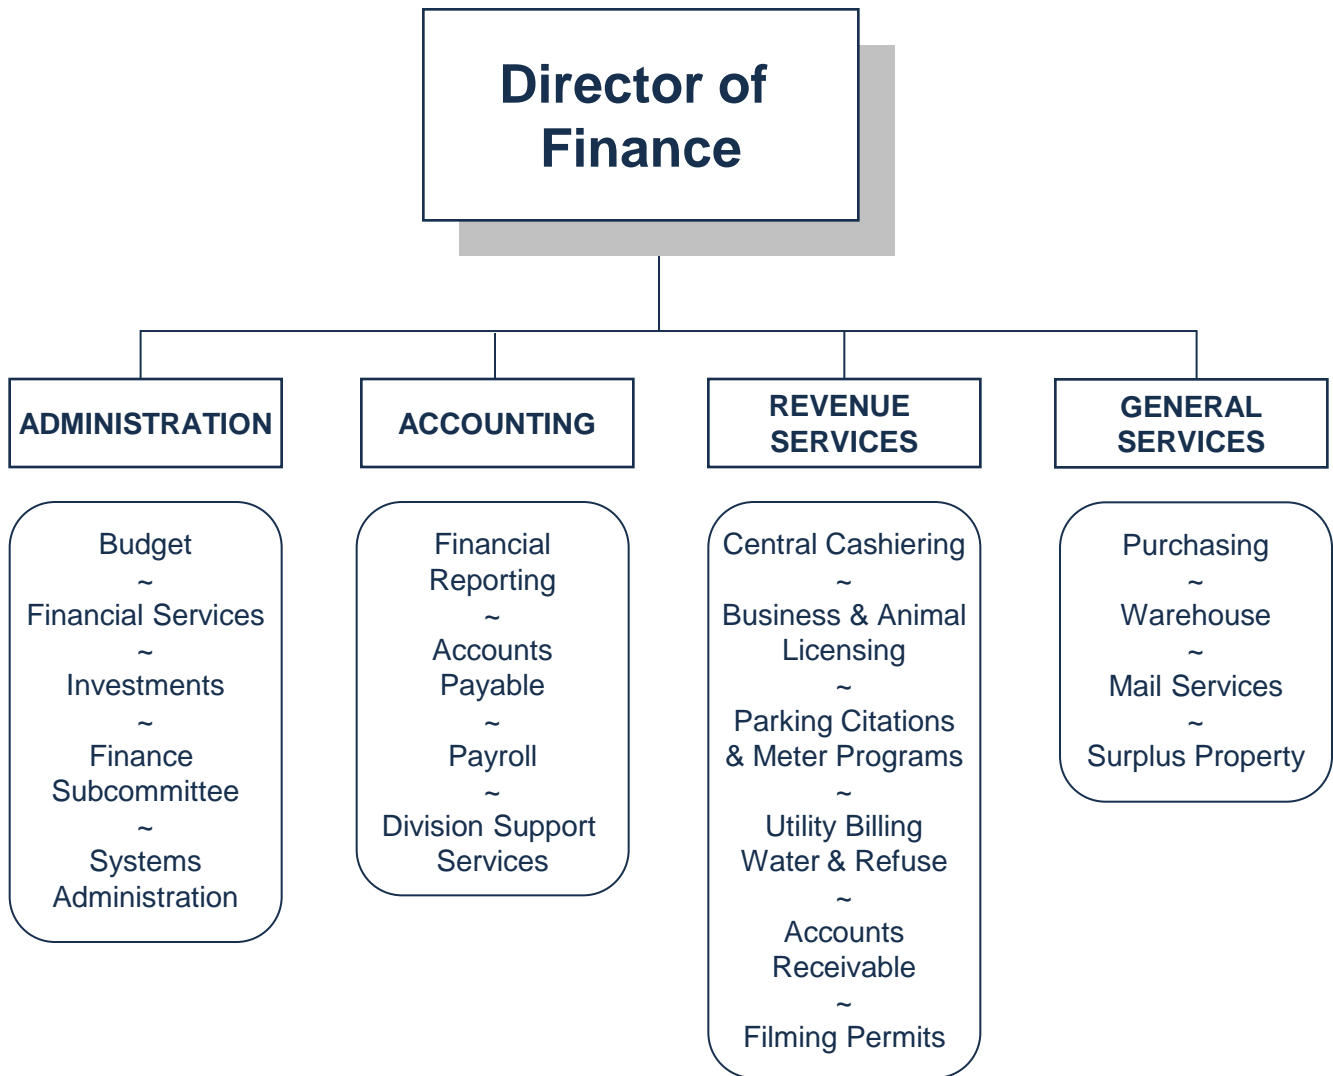 Director of
Finance
ADMINISTRATION
ACCOUNTING
REVENUE
SERVICES
GENERAL
SERVICES
Budget
~
Financial Services
~
Investments
~
Finance
Subcommittee
~
Systems
Administration
Financial
Reporting
~
Accounts
Payable
~
Payroll
~
Division Support
Services
Central Cashiering
~
Business & Animal
Licensing
~
Parking Citations
& Meter Programs
~
Utility Billing
Water & Refuse
~
Accounts
Receivable
~
Filming Permits
Purchasing
~
Warehouse
~
Mail Services
~
Surplus Property